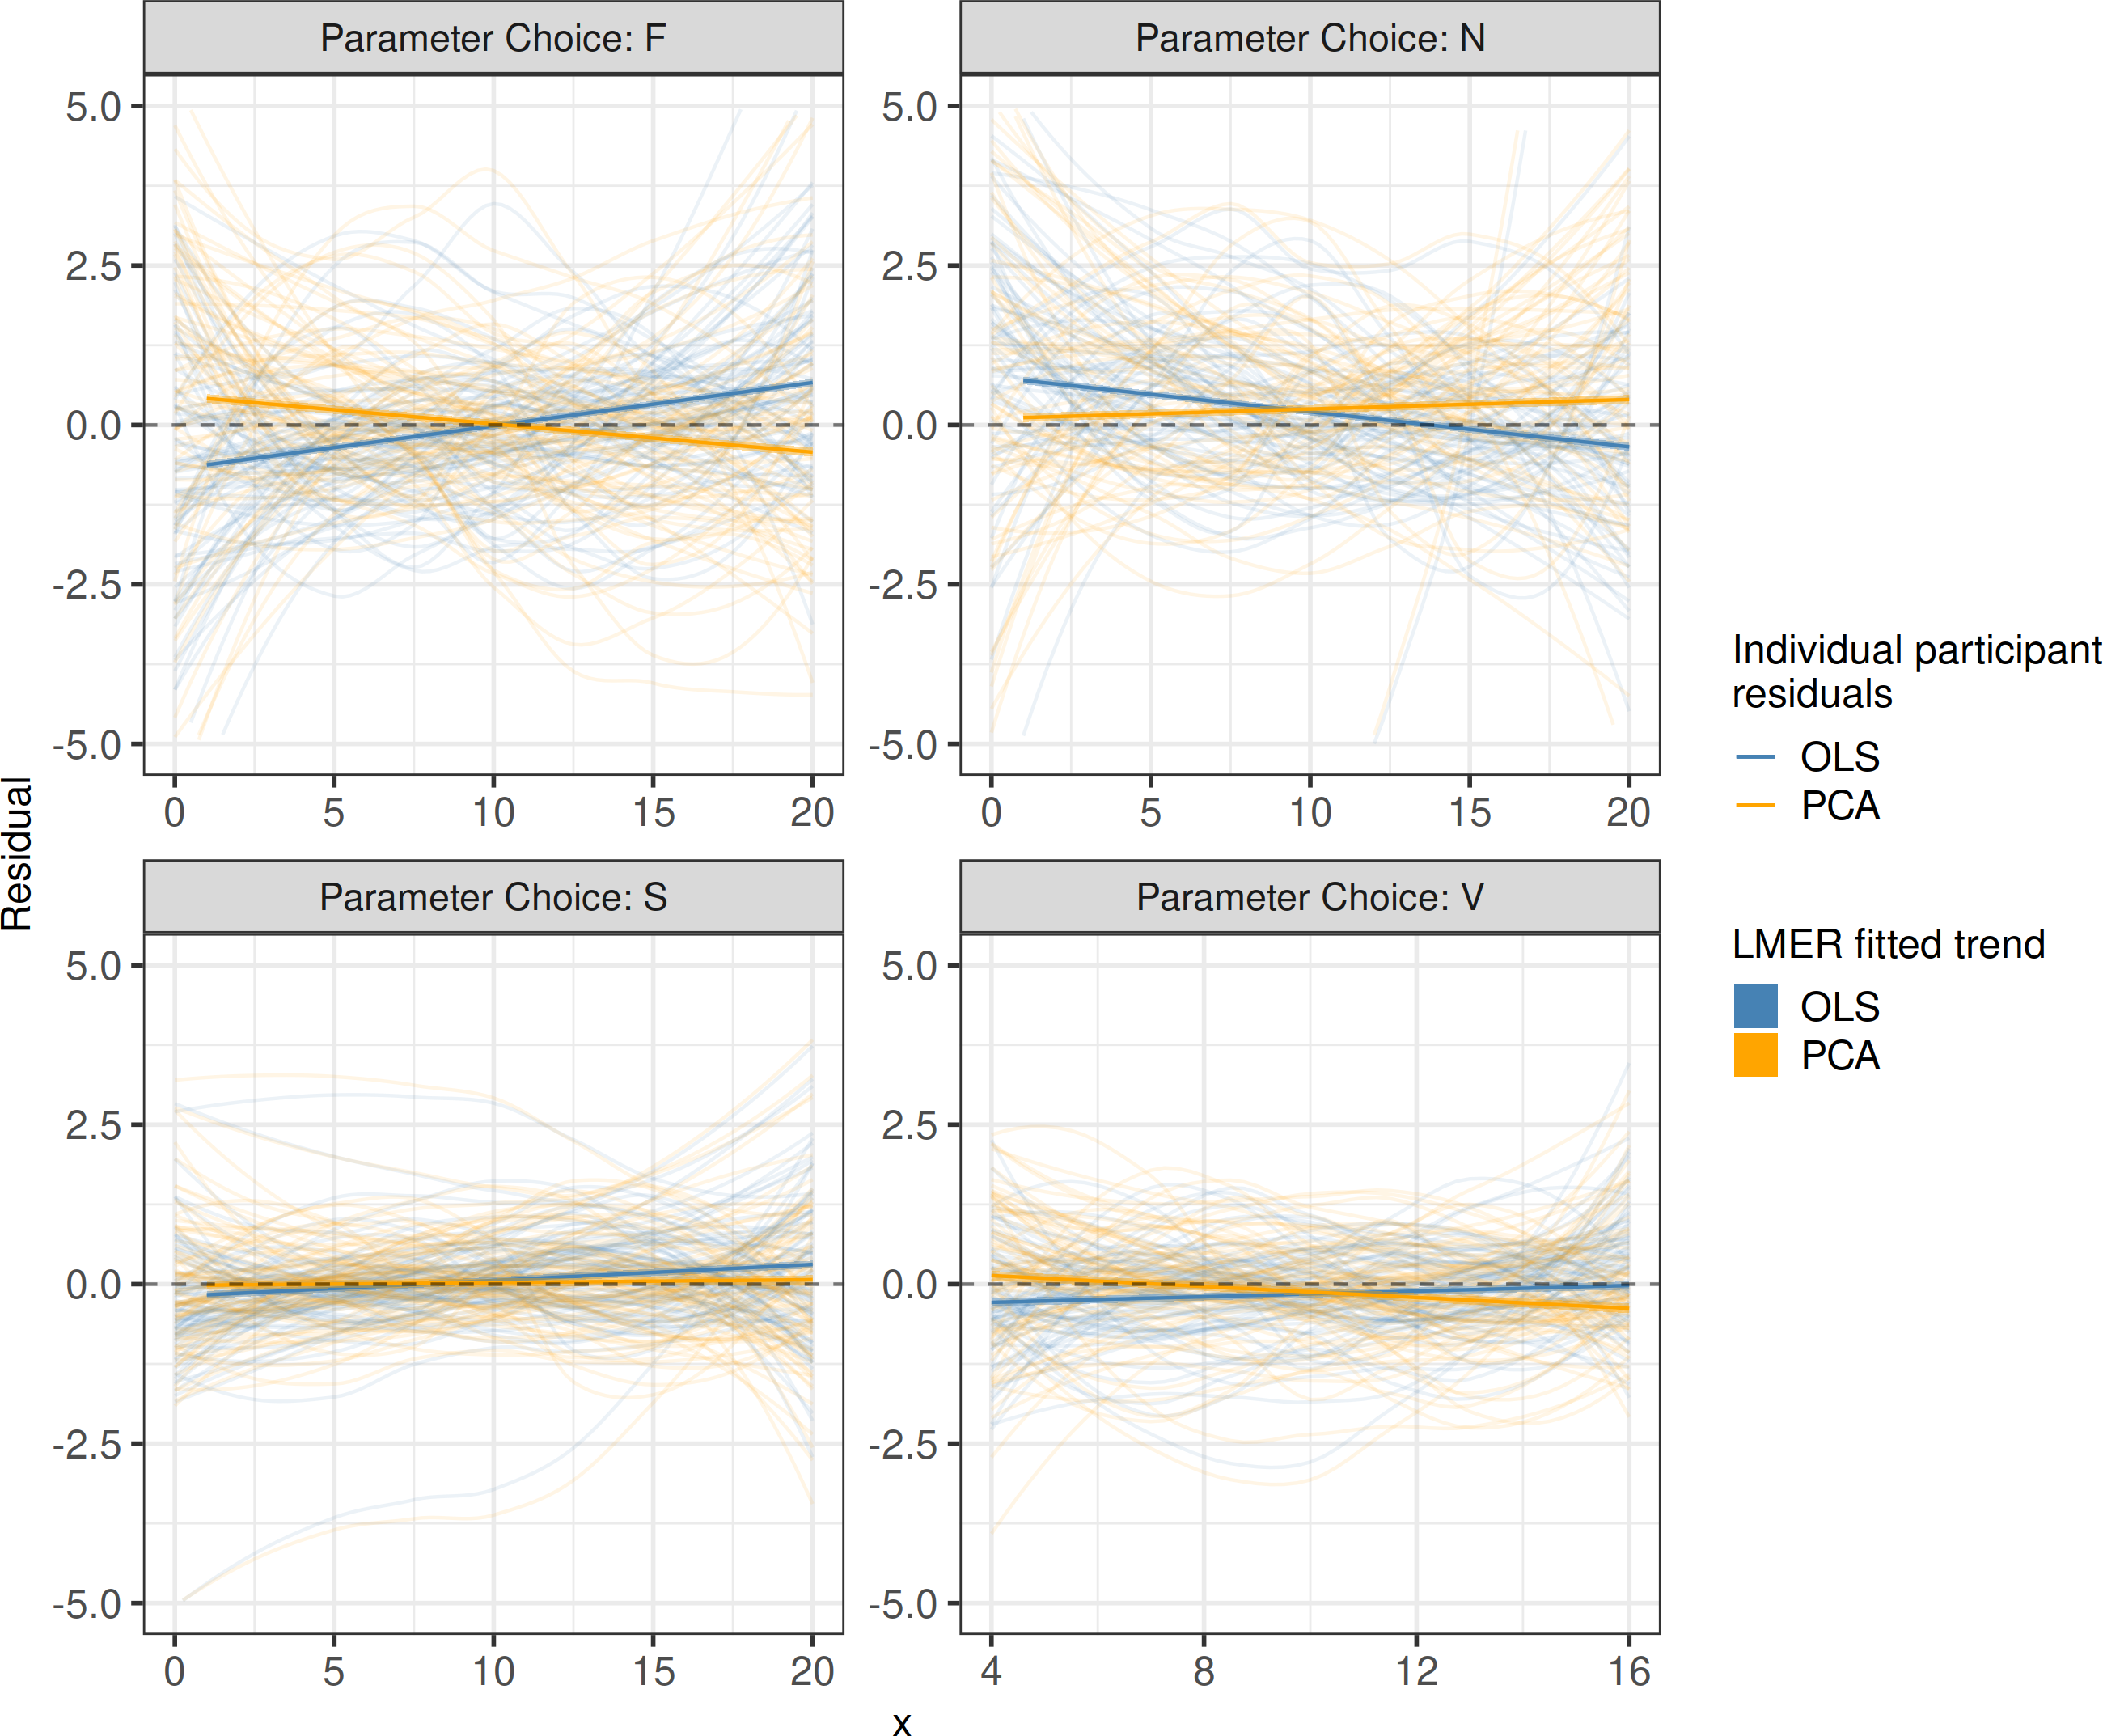 Parameter Choice: F
Parameter Choice: N
5.0
2.5
0.0
-2.5
-5.0
0 5 10 15 20
5.0
2.5
0.0
-2.5
-5.0
0 5 10 15 20
Parameter Choice: S
Parameter Choice: V
5.0
2.5
0.0
-2.5
-5.0
0 5 10 15 20
5.0
2.5
0.0
-2.5
-5.0
4 8 12 16
Residual
x
Individual participant
residuals
OLS
PCA
LMER fitted trend
OLS
PCA